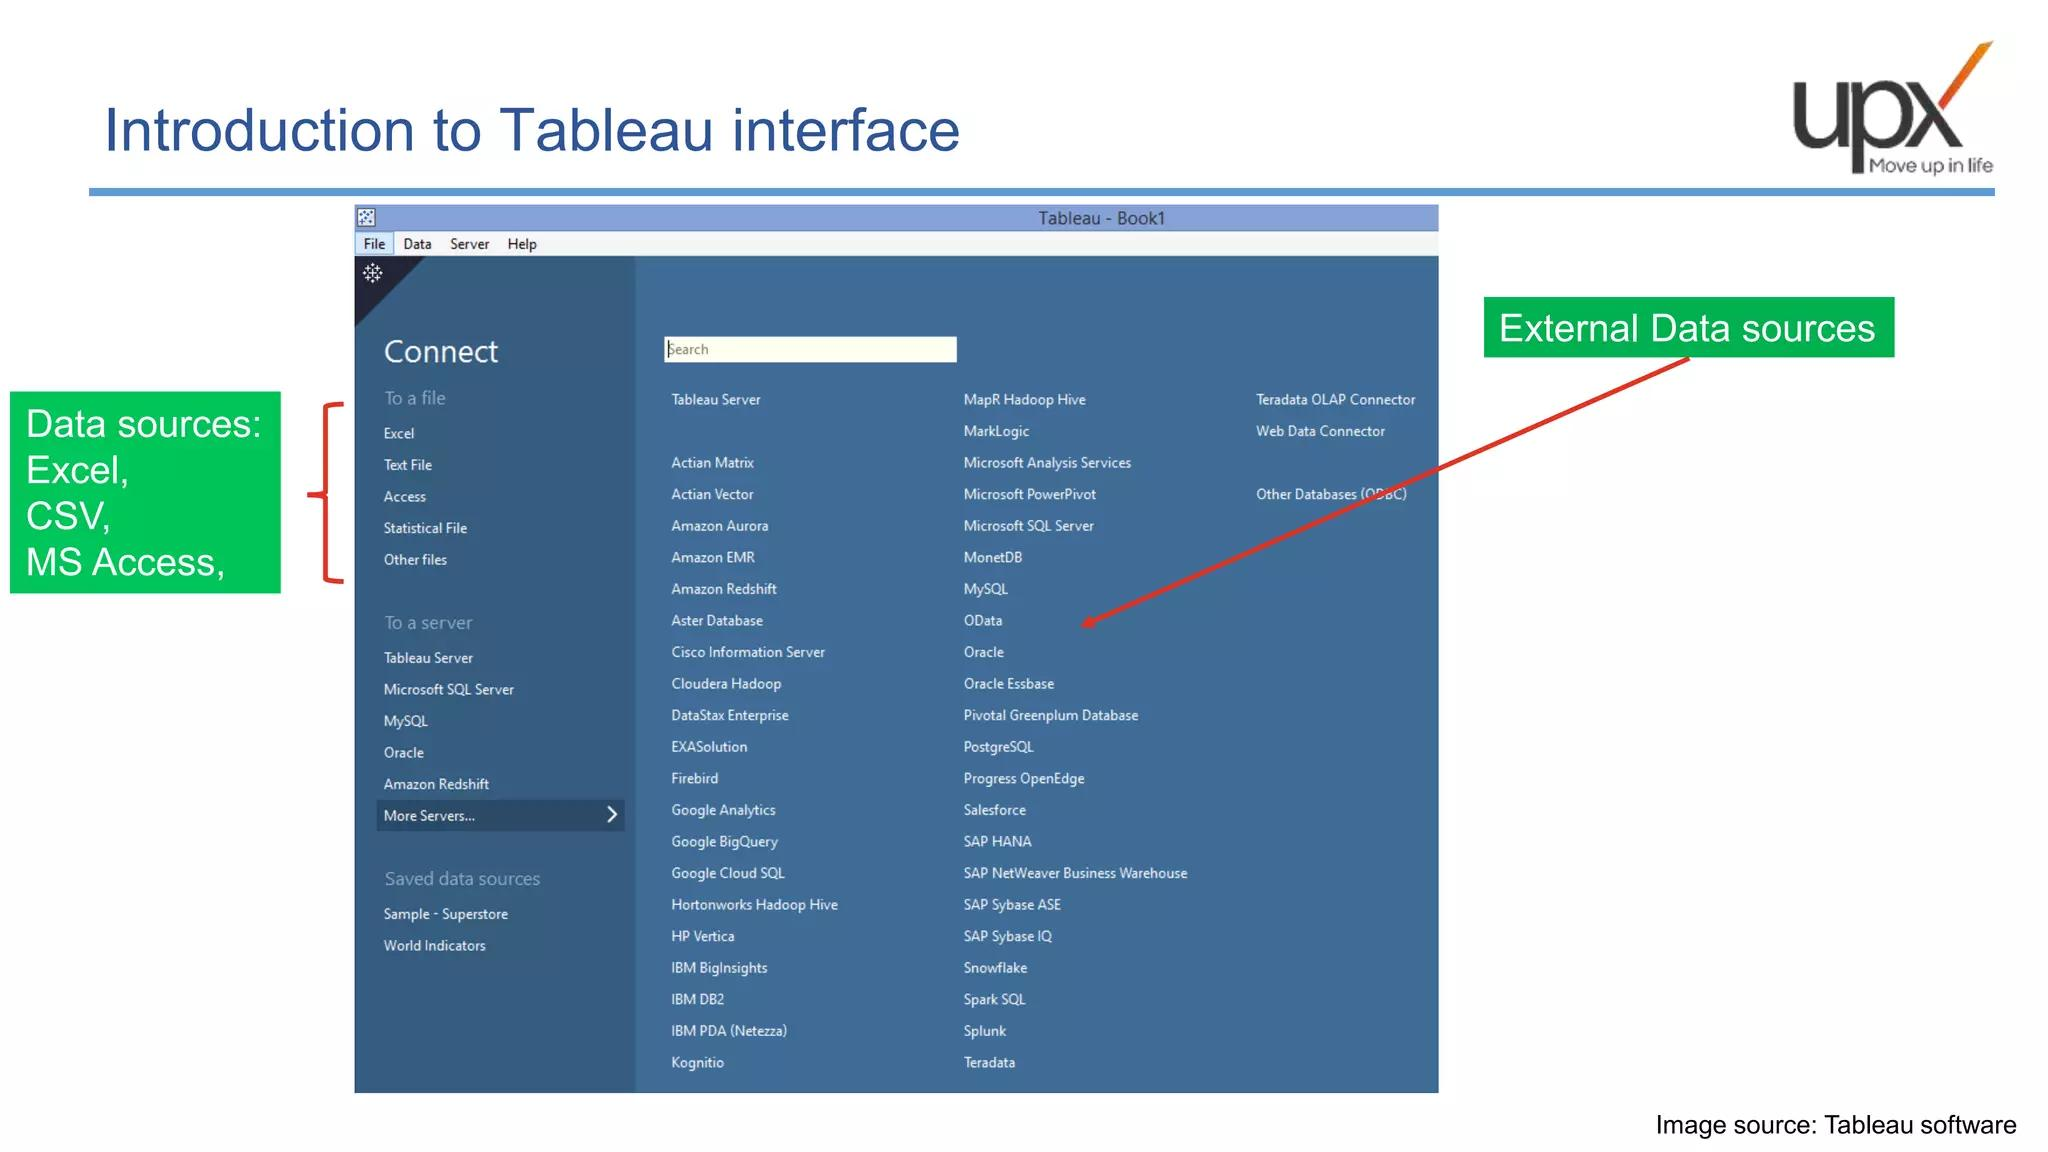 Introduction to Tableau interface
upx
Move up in life
Tableau - Book1
File Data Server Help
External Data sources
Data sources:
Excel,
CSV,
MS Access,
Connect
To a file
Excel
Text File
Access
Statistical File
Other files
To a server
Tableau Server
Microsoft SQL Server
MySQL
Oracle
Amazon Redshift
More Servers...
Saved data sources
Sample - Superstore
World Indicators
Search
Tableau Server
Actian Matrix
Actian Vector
Amazon Aurora
Amazon EMR
Amazon Redshift
Aster Database
Cisco Information Server
Cloudera Hadoop
DataStax Enterprise
EXASolution
Firebird
Google Analytics
Google BigQuery
Google Cloud SQL
Hortonworks Hadoop Hive
HP Vertica
IBM BigInsights
IBM DB2
IBM PDA (Netezza)
Kognitio
MapR Hadoop Hive
MarkLogic
Microsoft Analysis Services
Microsoft PowerPivot
Microsoft SQL Server
MonetDB
MySQL
OData
Oracle
Oracle Essbase
Pivotal Greenplum Database
PostgreSQL
Progress OpenEdge
Salesforce
SAP HANA
SAP NetWeaver Business Warehouse
SAP Sybase ASE
SAP Sybase IQ
Snowflake
Spark SQL
Splunk
Teradata
Teradata OLAP Connector
Web Data Connector
Other Databases (ODBC)
Image source: Tableau software